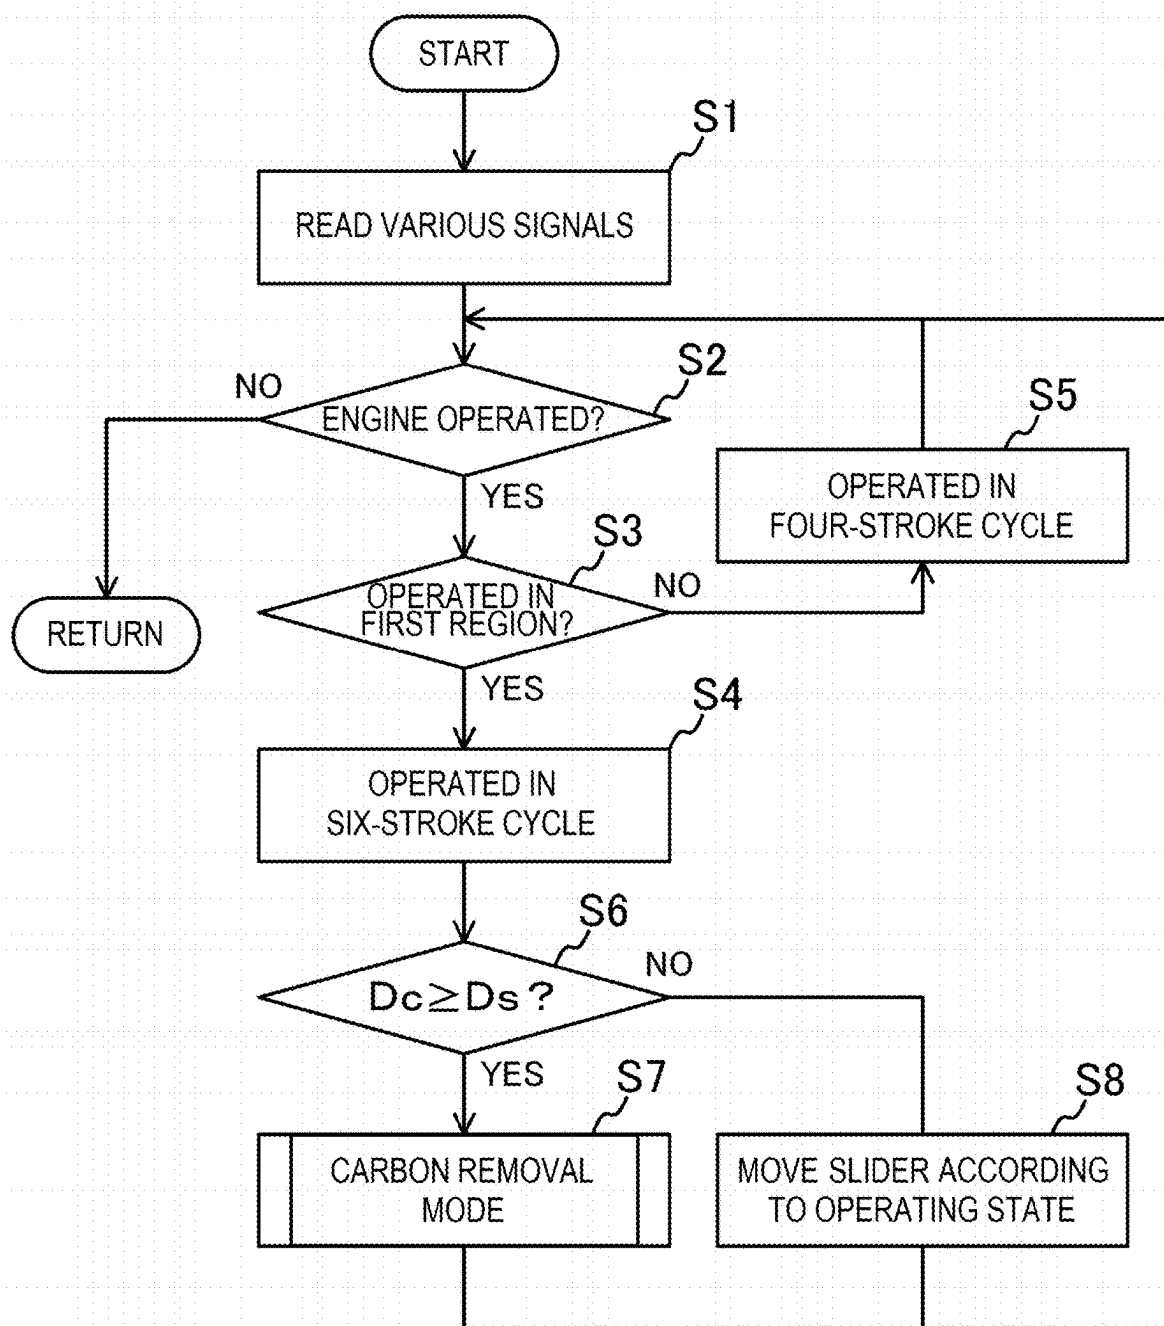 START
S1
READ VARIOUS SIGNALS
S2
NO
ENGINE OPERATED?
S5
OPERATED IN
FOUR-STROKE CYCLE
YES
S3
NO
OPERATED IN
FIRST REGION?
RETURN
YES
S4
OPERATED IN
SIX-STROKE CYCLE
S6
NO
Dc≧Ds?
YES
S7
CARBON REMOVAL
MODE
S8
MOVE SLIDER ACCORDING
TO OPERATING STATE